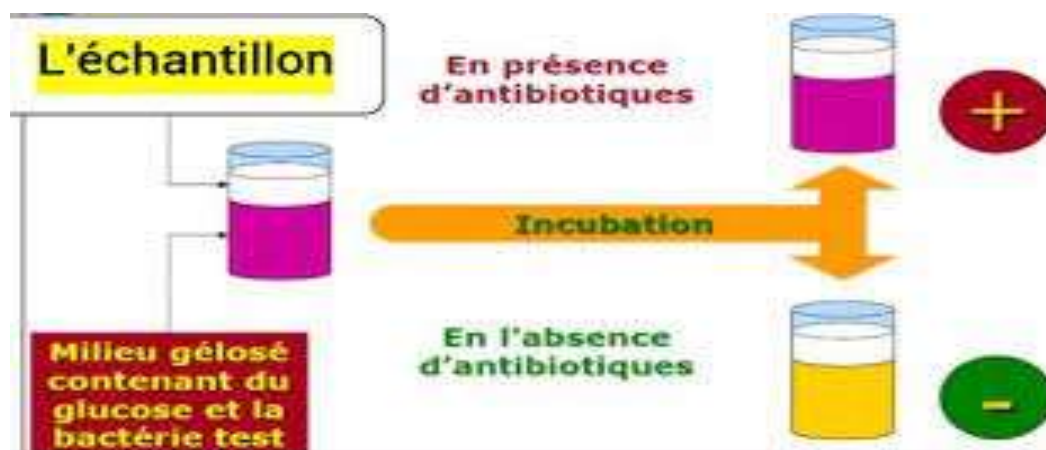 L'échantillon
En présence
d'antibiotiques
+
Incubation
En l'absence
d'antibiotiques
-
Milieu gélosé
contenant du
glucose et la
bactérie test